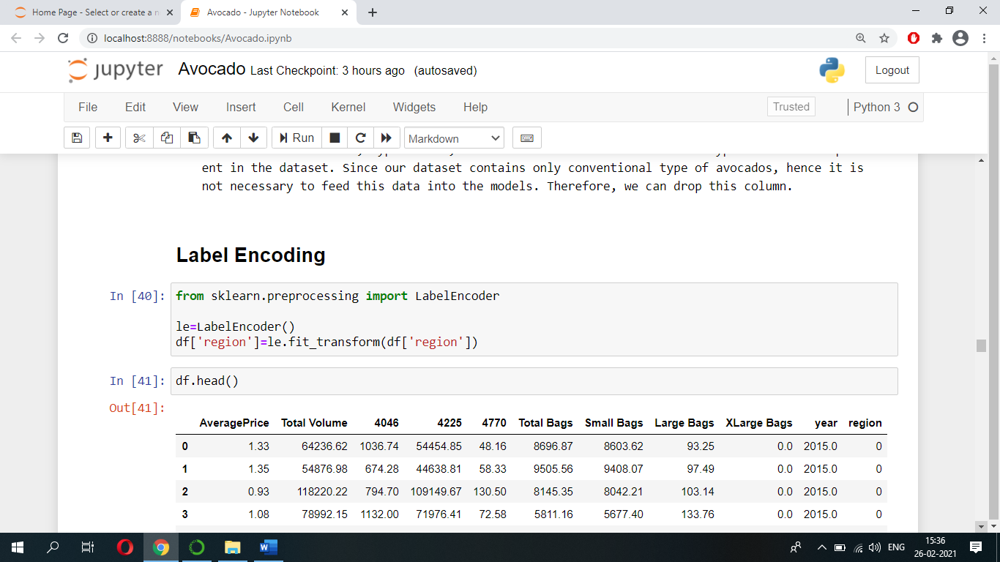 Home Page - Select or create a n
Avocado - Jupyter Notebook
localhost:8888/notebooks/Avocado.ipynb
jupyter Avocado Last Checkpoint: 3 hours ago (autosaved)
Logout
File Edit View Insert Cell Kernel Widgets Help
Trusted
Python 3
Run
Markdown
ent in the dataset. Since our dataset contains only conventional type of avocados, hence it is
not necessary to feed this data into the models. Therefore, we can drop this column.
Label Encoding
In [40]: from sklearn.preprocessing import LabelEncoder
le=LabelEncoder()
df['region']=le.fit_transform(df['region'])
In [41]: df.head()
Out[41]:
AveragePrice Total Volume 4046 4225 4770 Total Bags Small Bags Large Bags XLarge Bags year region
0 1.33 64236.62 1036.74 54454.85 48.16 8696.87 8603.62 93.25 0.0 2015.0 0
1 1.35 54876.98 674.28 44638.81 58.33 9505.56 9408.07 97.49 0.0 2015.0 0
2 0.93 118220.22 794.70 109149.67 130.50 8145.35 8042.21 103.14 0.0 2015.0 0
3 1.08 78992.15 1132.00 71976.41 72.58 5811.16 5677.40 133.76 0.0 2015.0 0
ENG
15:36
26-02-2021